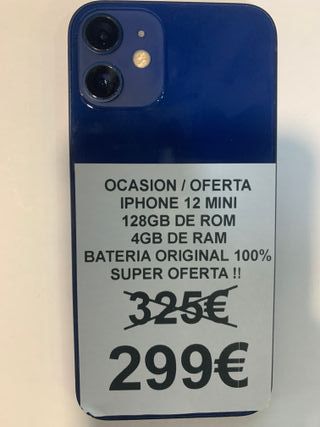 OCASION / OFERTA
IPHONE 12 MINI
128GB DE ROM
4GB DE RAM
BATERIA ORIGINAL 100%
SUPER OFERTA !!
325€
299€